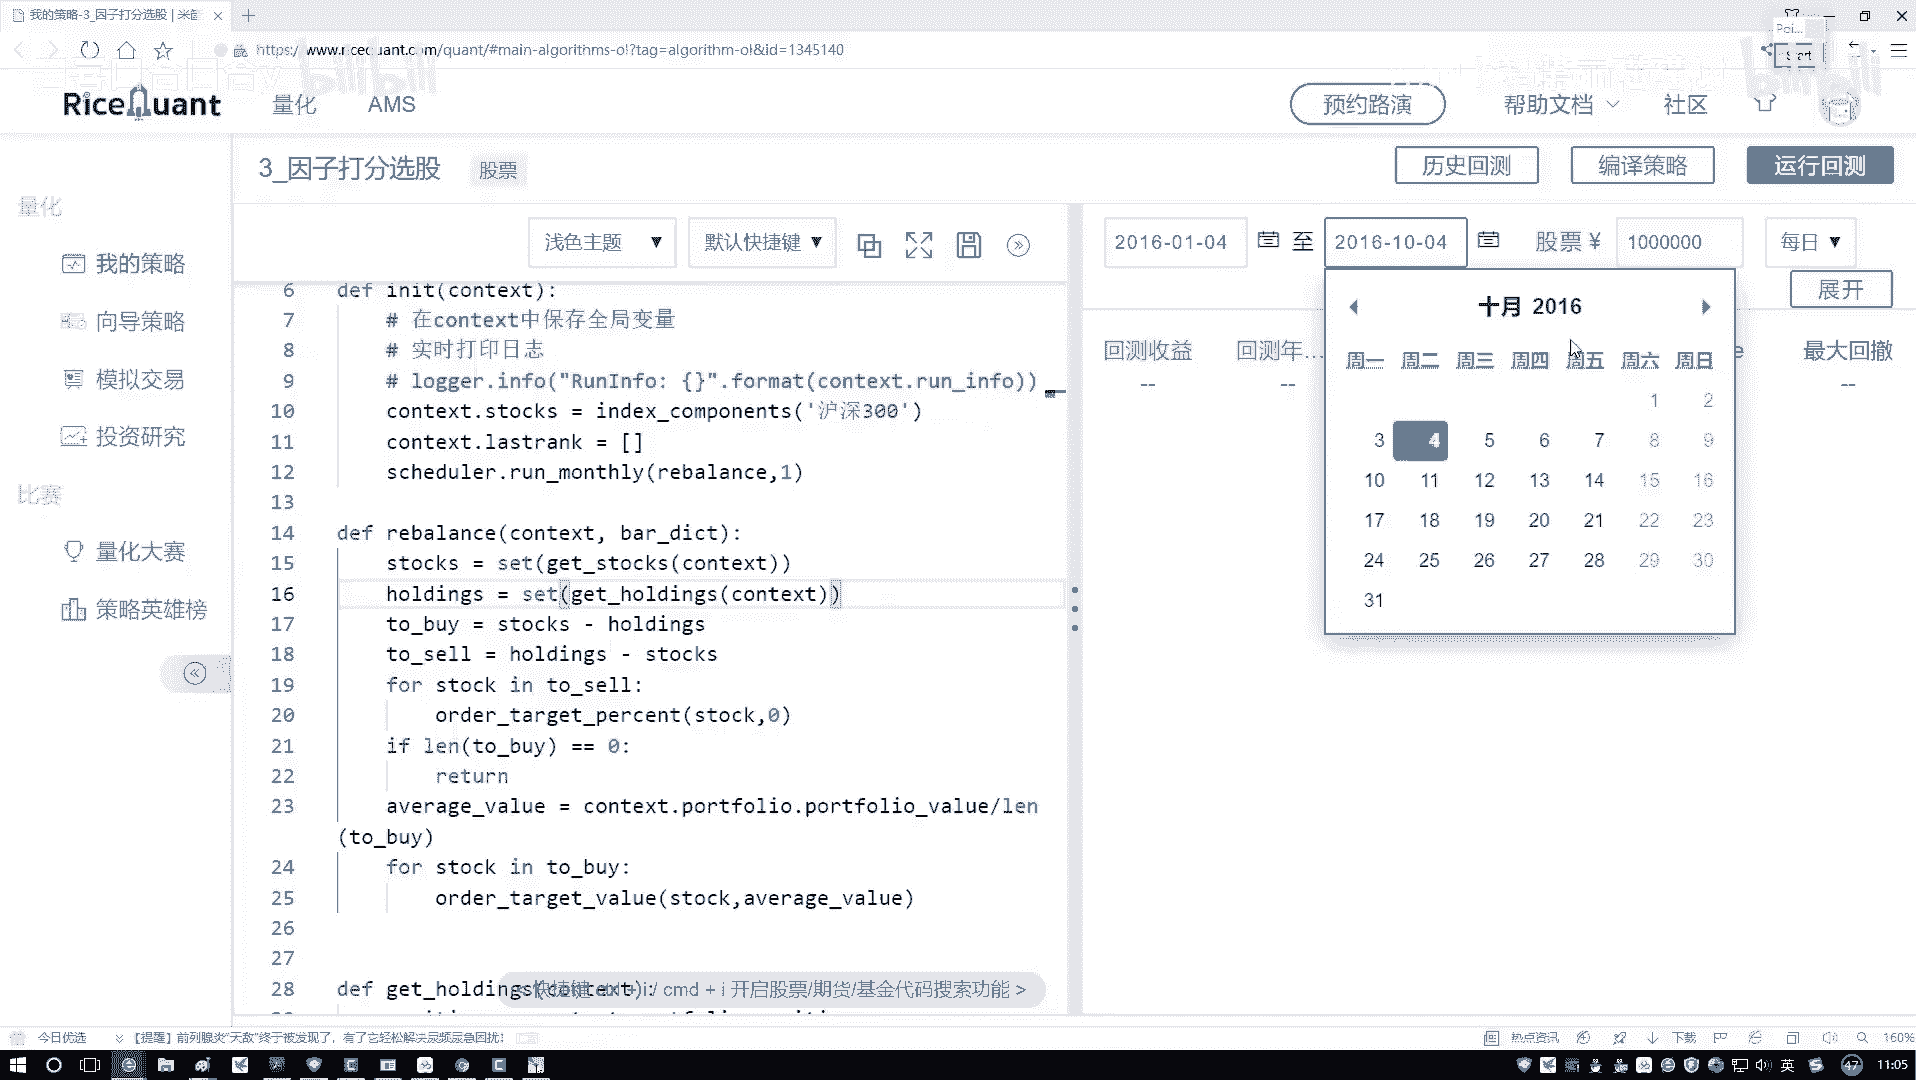 我的策略-3_因子打分选股 | 米
https://www.ricequant.com/quant/#main-algorithms-ol?tag=algorithm-ol&id=1345140
Poi...
Start
bilibili
bilibili
RiceQuant
量化
AMS
预约路演
帮助文档
社区
3_因子打分选股
股票
历史回测
编译策略
运行回测
量化
我的策略
向导策略
模拟交易
投资研究
比赛
量化大赛
策略英雄榜
浅色主题
默认快捷键
2016-01-04
至
2016-10-04
股票 ¥
1000000
每日
展开
回测收益
回测年...
最大回撤
--
--
--
十月 2016
周一 周二 周三 周四 周五 周六 周日
1 2
3 4 5 6 7 8 9
10 11 12 13 14 15 16
17 18 19 20 21 22 23
24 25 26 27 28 29 30
31
6 def init(context):
7 # 在context中保存全局变量
8 # 实时打印日志
9 # logger.info("RunInfo: {}".format(context.run_info))
10 context.stocks = index_components('沪深300')
11 context.lastrank = []
12 scheduler.run_monthly(rebalance,1)
13
14 def rebalance(context, bar_dict):
15 stocks = set(get_stocks(context))
16 holdings = set(get_holdings(context))
17 to_buy = stocks - holdings
18 to_sell = holdings - stocks
19 for stock in to_sell:
20 order_target_percent(stock,0)
21 if len(to_buy) == 0:
22 return
23 average_value = context.portfolio.portfolio_value/len
(to_buy)
24 for stock in to_buy:
25 order_target_value(stock,average_value)
26
27
28 def get_holdings(context):
/ cmd + i 开启股票/期货/基金代码搜索功能 >
今日优选
【提醒】前列腺炎"天敌"终于被发现了，有了它轻松解决尿频尿急困扰!
热点资讯
下载
160%
英
47
11:05